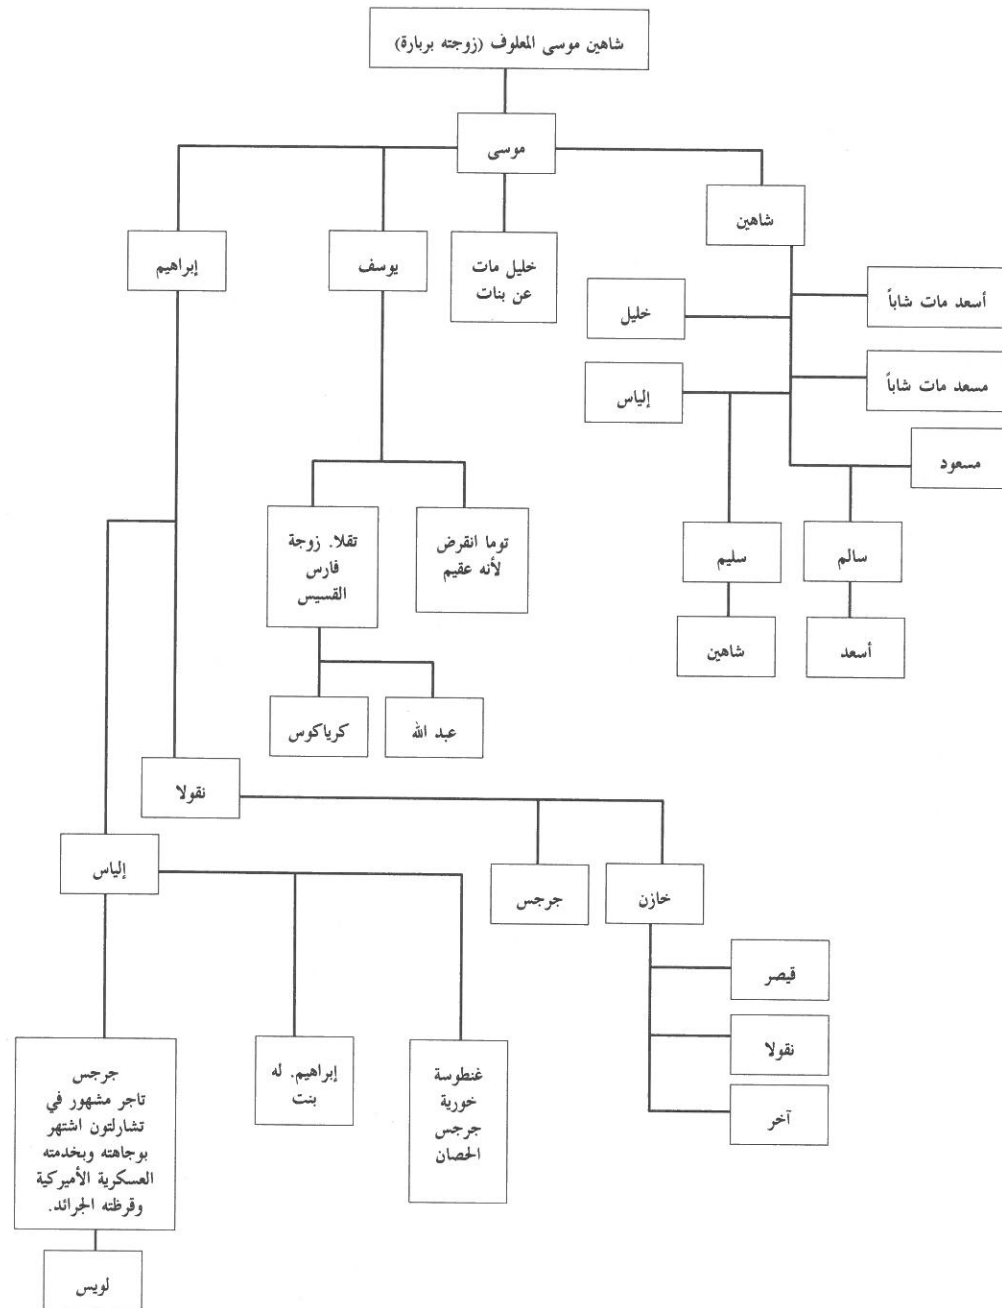 شاهين موسى المعلوف (زوجته بربارة)
موسى
شاهين
إبراهيم
يوسف
خليل مات
عن بنات
أسعد مات شاباً
خليل
مسعد مات شاباً
إلياس
مسعود
تقلا. زوجة
فارس
القسيس
توما انقرض
لأنه عقيم
سليم
سالم
شاهين
أسعد
كرياكوس
عبد الله
نقولا
إلياس
جرجس
خازن
قيصر
نقولا
آخر
جرجس
تاجر مشهور في
تشارلتون اشتهر
بوجاهته وبخدمته
العسكرية الأميركية
وقرظته الجرائد.
إبراهيم. له
بنت
غنطوسة
خورية
جرجس
الحصان
لويس